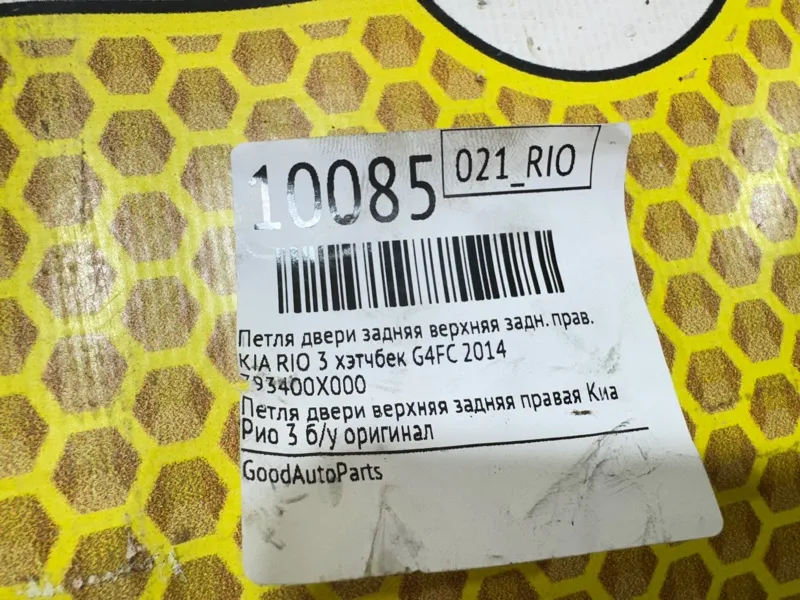 10085
021_RIO
Петля двери задняя верхняя задн. прав.
KIA RIO 3 хэтчбек G4FC 2014
793400X000
Петля двери верхняя задняя правая Киа
Рио 3 б/у оригинал
GoodAutoParts